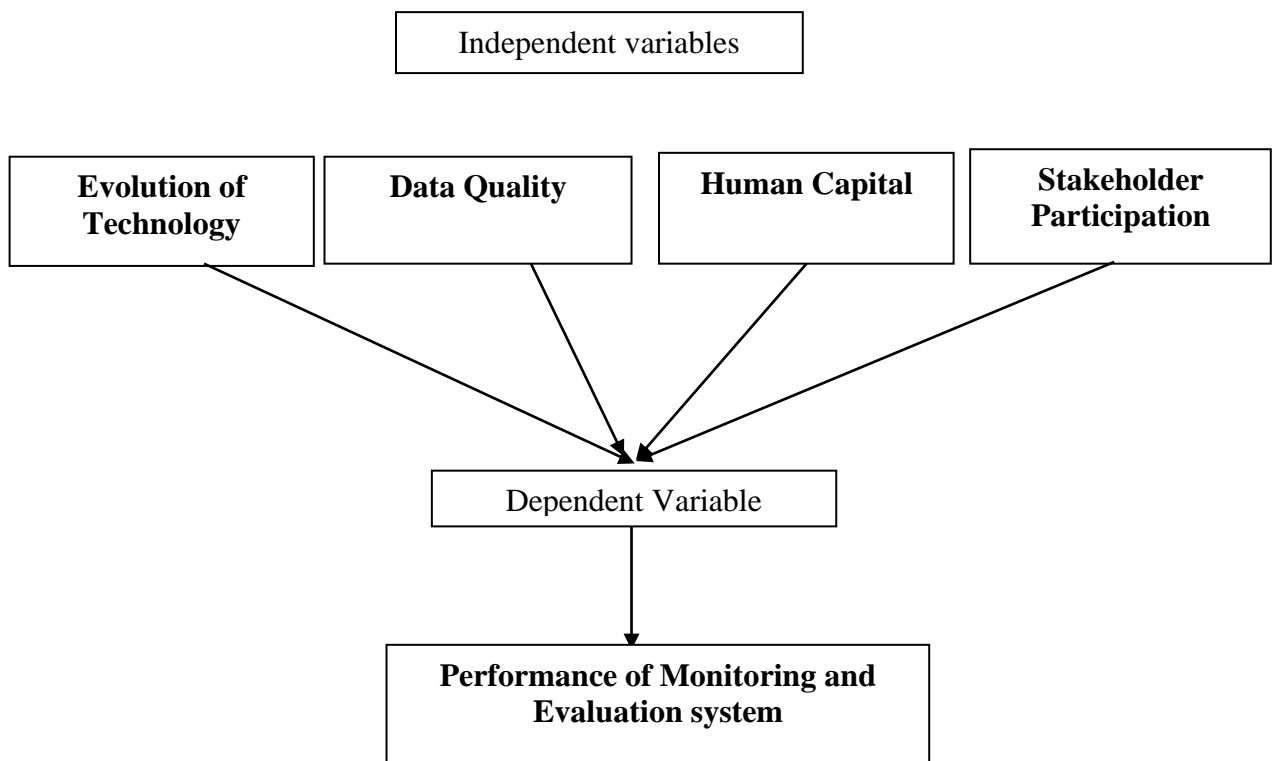 Independent variables
Evolution of
Technology
Data Quality
Human Capital
Stakeholder
Participation
Dependent Variable
Performance of Monitoring and
Evaluation system